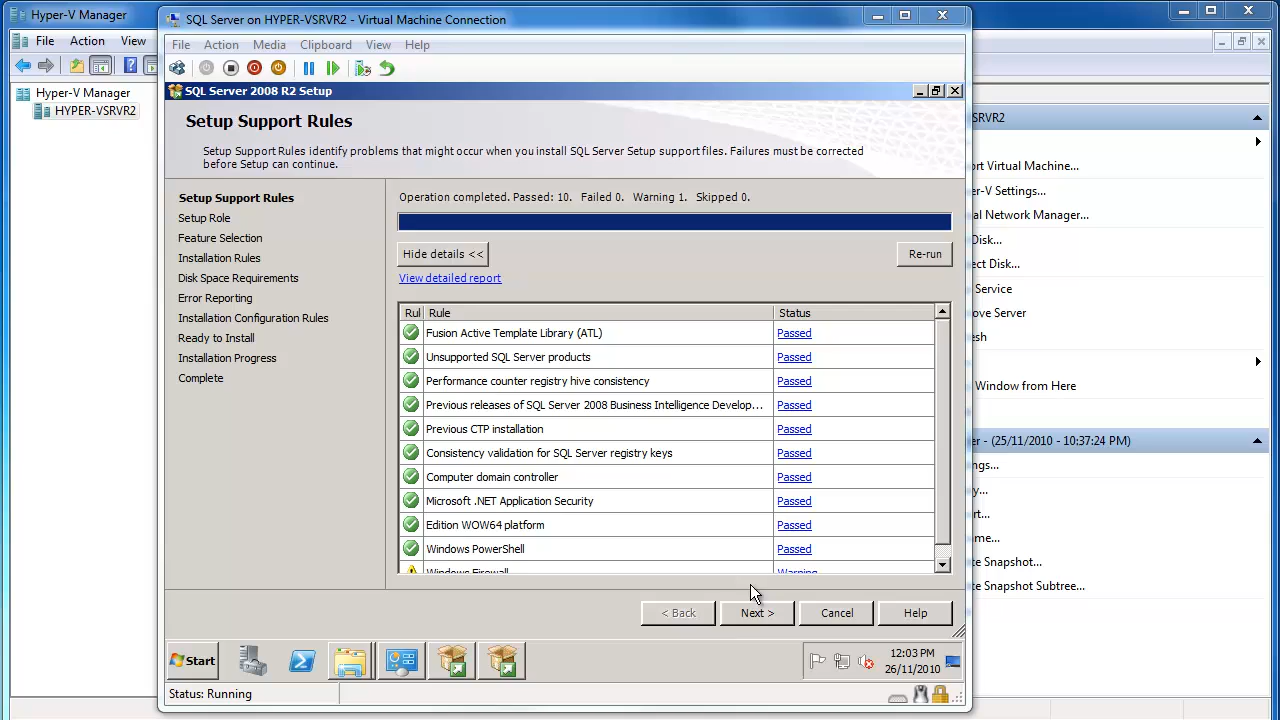 Hyper-V Manager
File Action View
Hyper-V Manager
HYPER-VSRVR2
SQL Server on HYPER-VSRVR2 - Virtual Machine Connection
File Action Media Clipboard View Help
SQL Server 2008 R2 Setup
Setup Support Rules
Setup Support Rules identify problems that might occur when you install SQL Server Setup support files. Failures must be corrected
before Setup can continue.
Setup Support Rules
Setup Role
Feature Selection
Installation Rules
Disk Space Requirements
Error Reporting
Installation Configuration Rules
Ready to Install
Installation Progress
Complete
Operation completed. Passed: 10. Failed 0. Warning 1. Skipped 0.
Hide details <<
Re-run
View detailed report
Rul Rule Status
Fusion Active Template Library (ATL) Passed
Unsupported SQL Server products Passed
Performance counter registry hive consistency Passed
Previous releases of SQL Server 2008 Business Intelligence Develop... Passed
Previous CTP installation Passed
Consistency validation for SQL Server registry keys Passed
Computer domain controller Passed
Microsoft .NET Application Security Passed
Edition WOW64 platform Passed
Windows PowerShell Passed
Windows Firewall Warning
< Back Next > Cancel Help
Start
12:03 PM
26/11/2010
Status: Running
SRVR2
rt Virtual Machine...
r-V Settings...
al Network Manager...
Disk...
ect Disk...
Service
ove Server
esh
Window from Here
er - (25/11/2010 - 10:37:24 PM)
ngs...
y...
rt...
me...
te Snapshot...
te Snapshot Subtree...